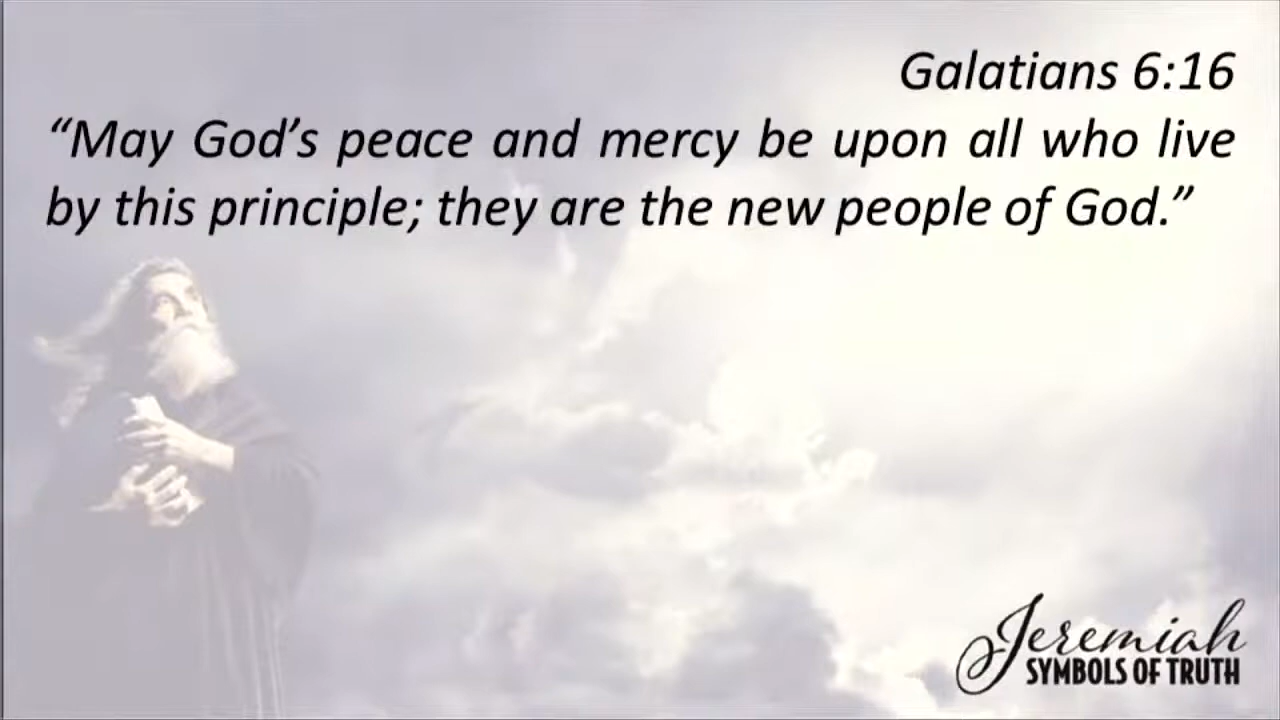 Galatians 6:16
“May God’s peace and mercy be upon all who live
by this principle; they are the new people of God.”
Jeremiah
SYMBOLS OF TRUTH